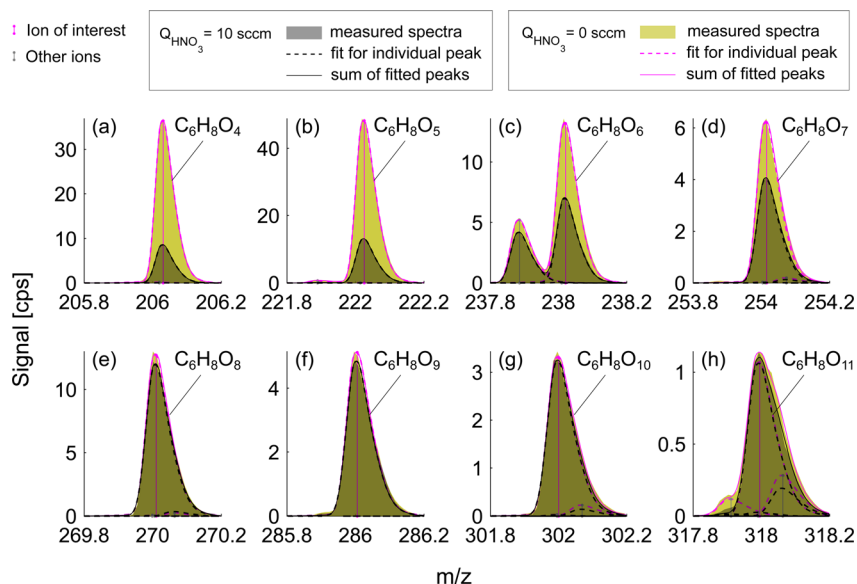 Ion of interest
Other ions
Q_HNO₃ = 10 sccm
measured spectra
fit for individual peak
sum of fitted peaks
Q_HNO₃ = 0 sccm
measured spectra
fit for individual peak
sum of fitted peaks
Signal [cps]
(a) C₆H₈O₄
30
20
10
0
205.8 206 206.2
(b) C₆H₈O₅
40
20
0
221.8 222 222.2
(c) C₆H₈O₆
10
5
0
237.8 238 238.2
(d) C₆H₈O₇
6
4
2
0
253.8 254 254.2
(e) C₆H₈O₈
10
5
0
269.8 270 270.2
(f) C₆H₈O₉
4
2
0
285.8 286 286.2
(g) C₆H₈O₁₀
3
2
1
0
301.8 302 302.2
(h) C₆H₈O₁₁
1
0.5
0
317.8 318 318.2
m/z